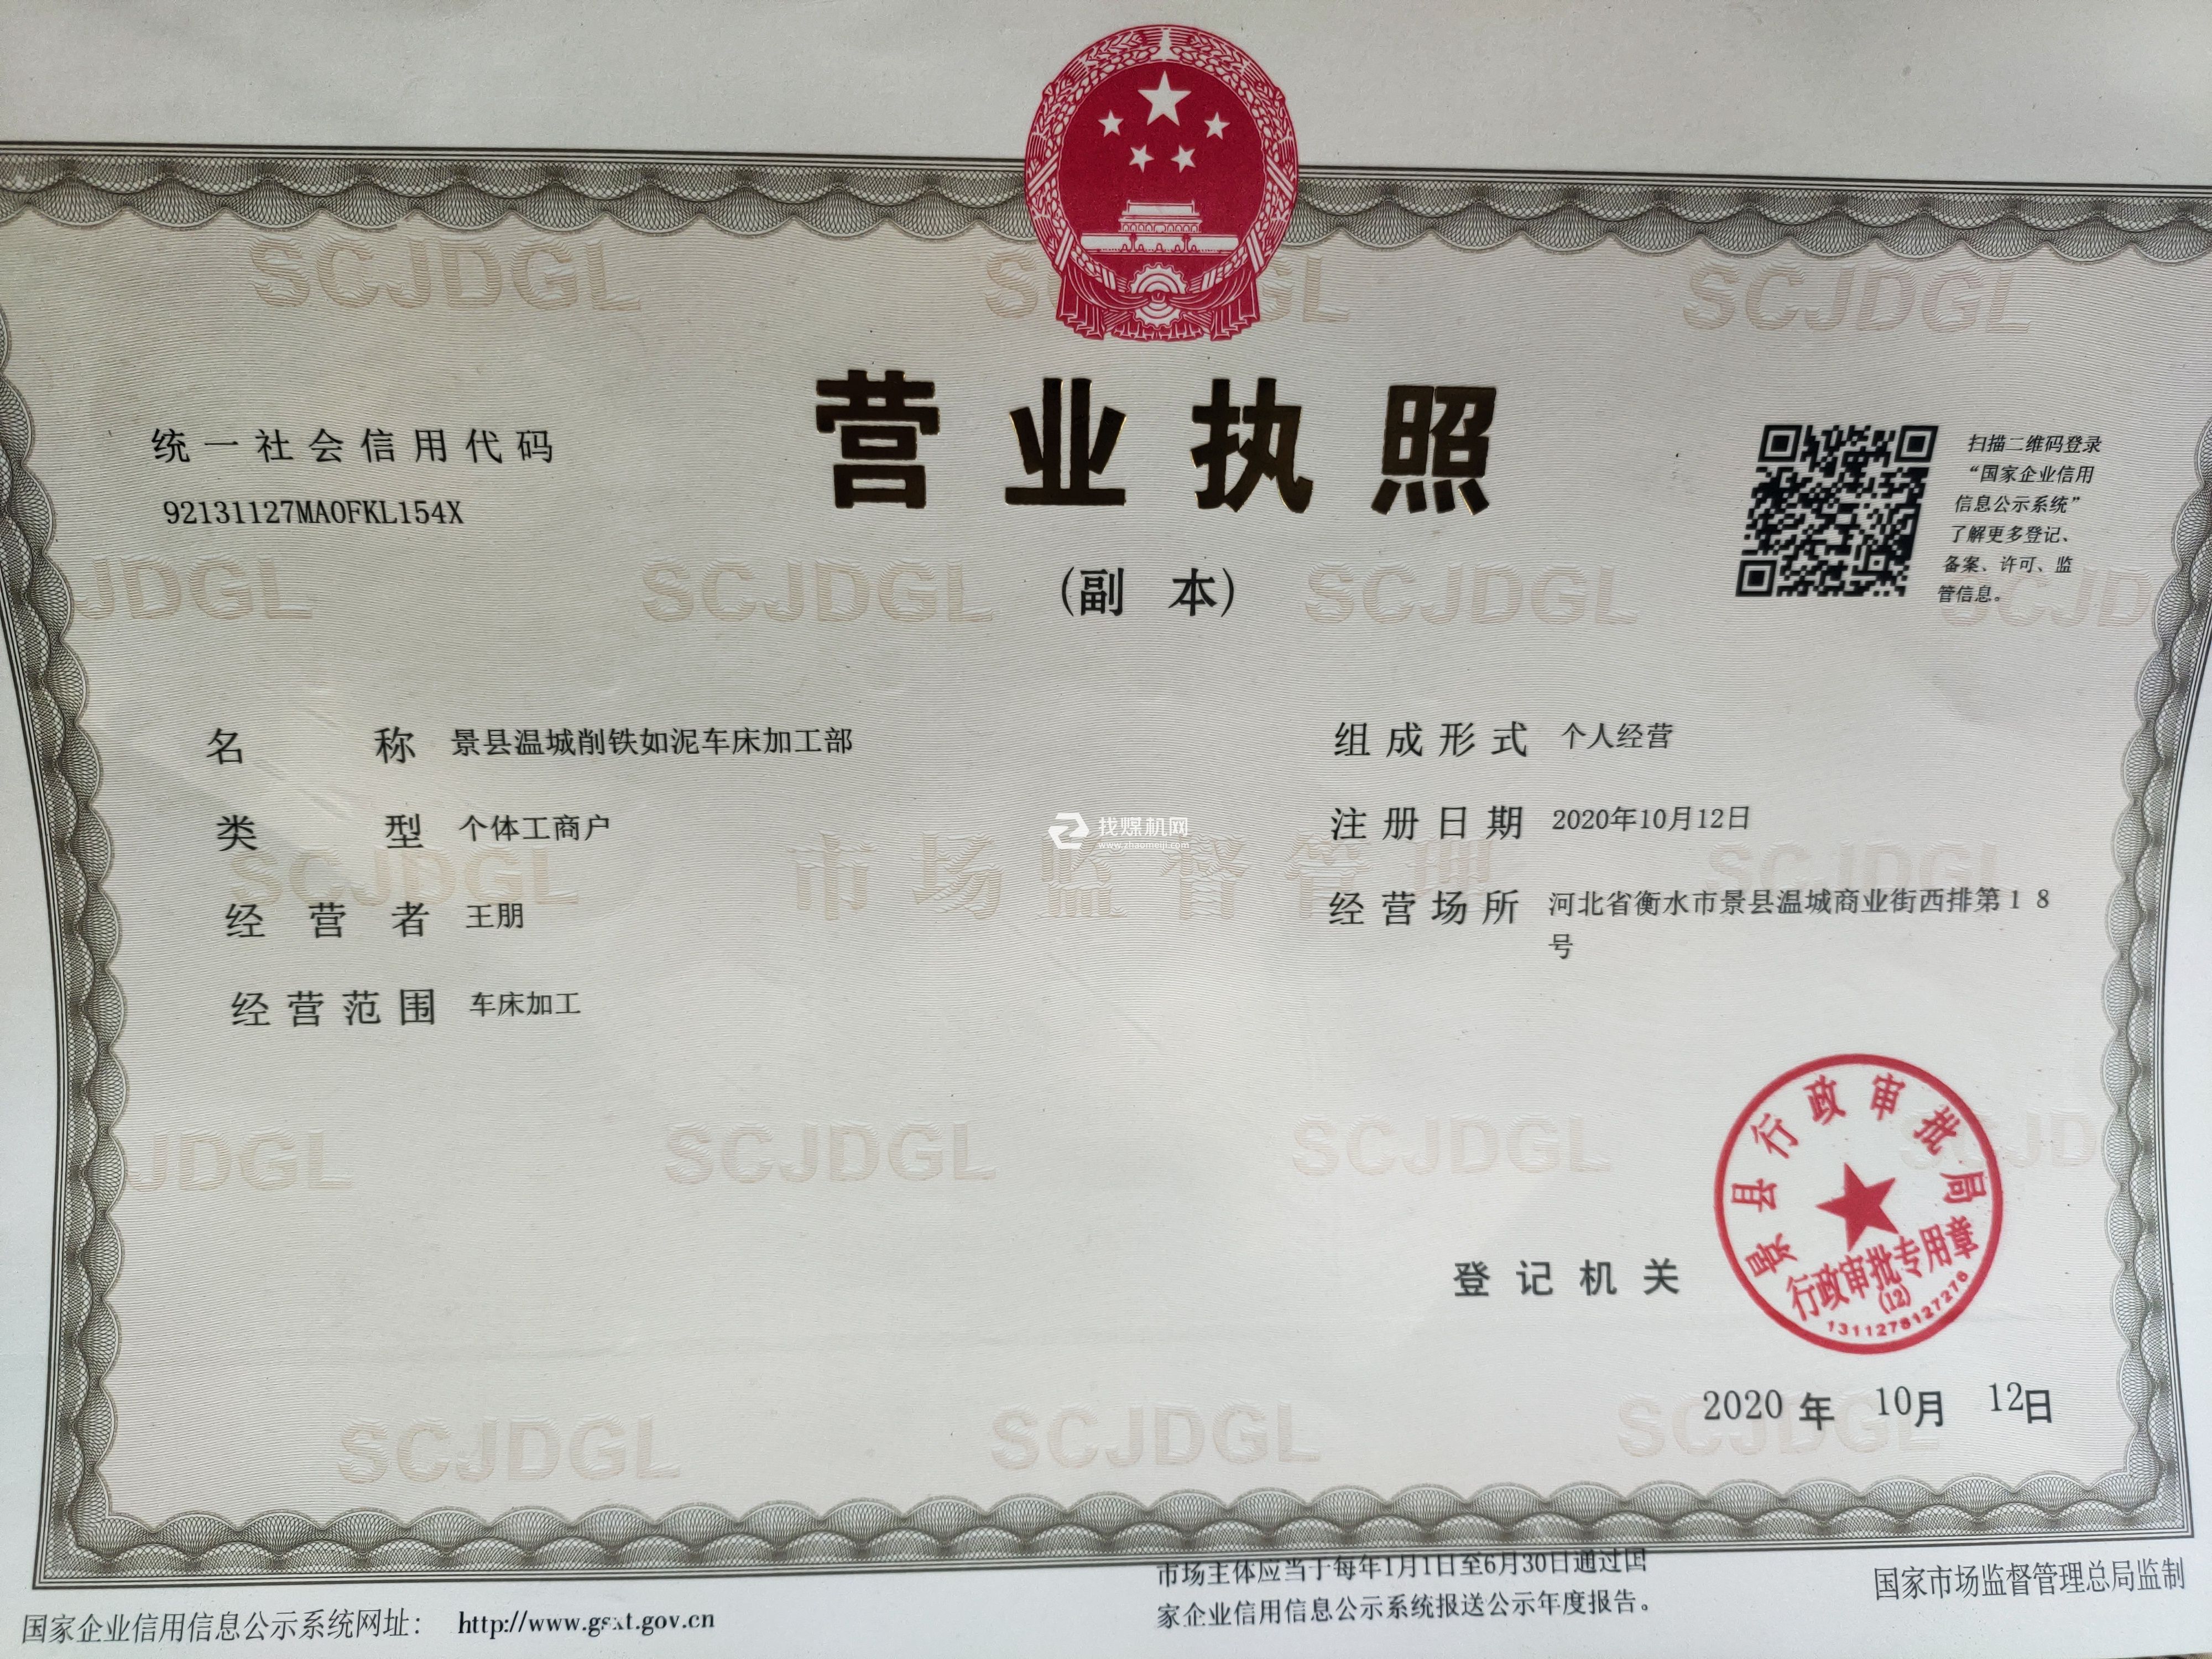 营业执照
(副 本)
统一社会信用代码
92131127MA0FKL154X
扫描二维码登录
“国家企业信用
信息公示系统”
了解更多登记、
备案、许可、监
管信息。
名 称 景县温城削铁如泥车床加工部
类 型 个体工商户
经 营 者 王朋
经营范围 车床加工
组成形式 个人经营
注册日期 2020年10月12日
经营场所 河北省衡水市景县温城商业街西排第18
号
找煤机网
www.zhaomeiji.com
市场监督管理
SCJDGL
登记机关
景县行政审批局
行政审批专用章
(12)
2020 年 10月 12日
国家企业信用信息公示系统网址： http://www.gsxt.gov.cn
市场主体应当于每年1月1日至6月30日通过国
家企业信用信息公示系统报送公示年度报告。
国家市场监督管理总局监制